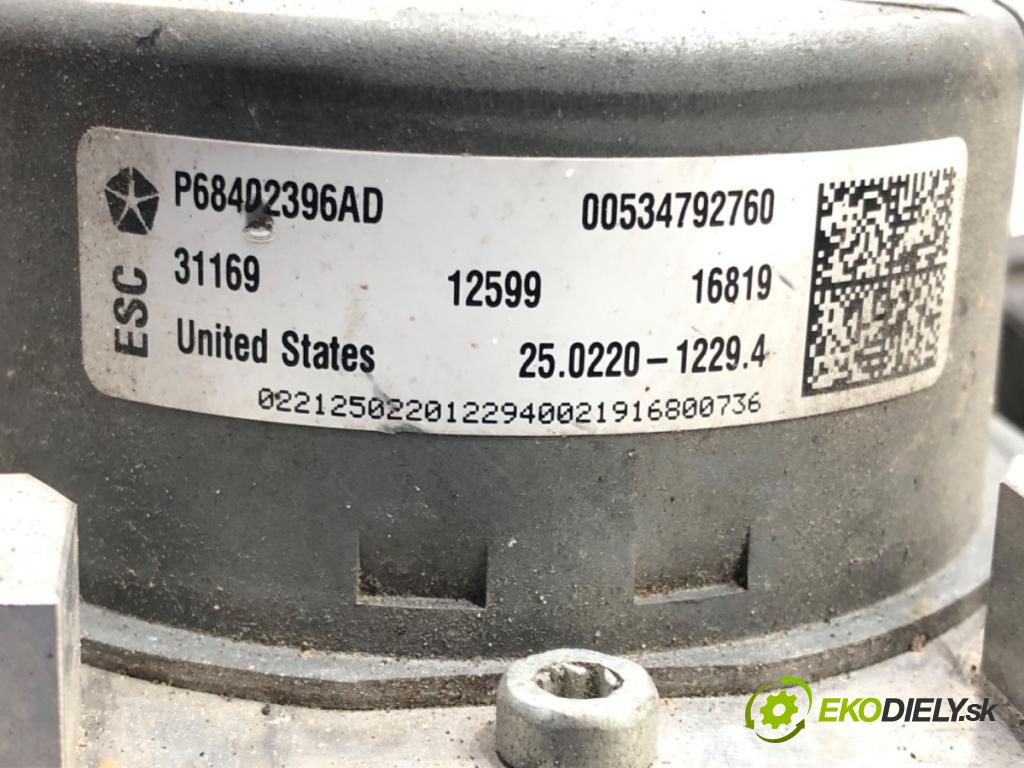 P68402396AD 00534792760
31169 12599 16819
ESC
United States 25.0220-1229.4
0221250220122940021916800736
EKODIELY.sk